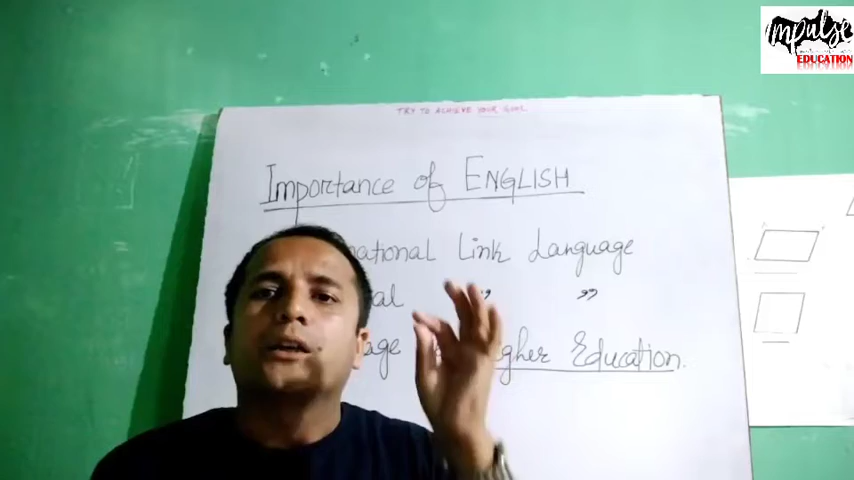 impulse
EDUCATION
TRY TO ACHIEVE YOUR GOAL
Importance of ENGLISH
national Link Language
al " "
age Higher Education.